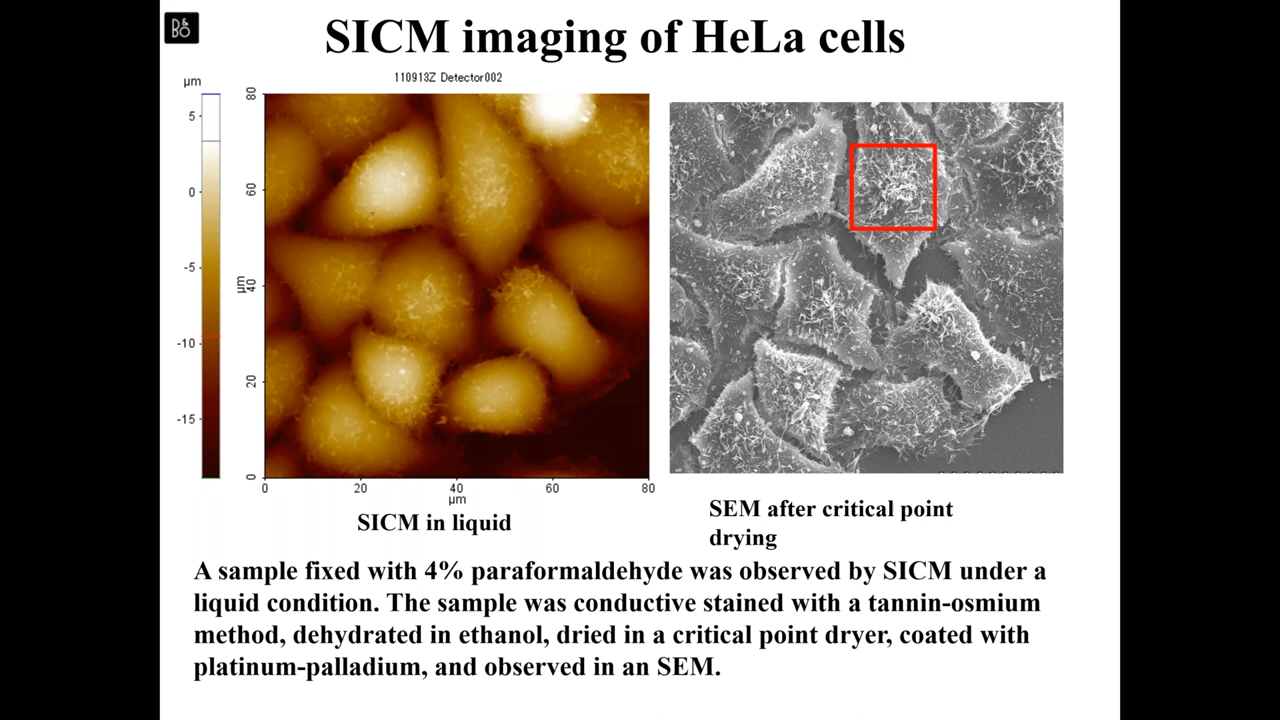 B&O
SICM imaging of HeLa cells
110913Z Detector002
µm
5
0
-5
-10
-15
µm
80
60
40
20
0
0
20
40
60
80
µm
SICM in liquid
SEM after critical point
drying
A sample fixed with 4% paraformaldehyde was observed by SICM under a
liquid condition. The sample was conductive stained with a tannin-osmium
method, dehydrated in ethanol, dried in a critical point dryer, coated with
platinum-palladium, and observed in an SEM.